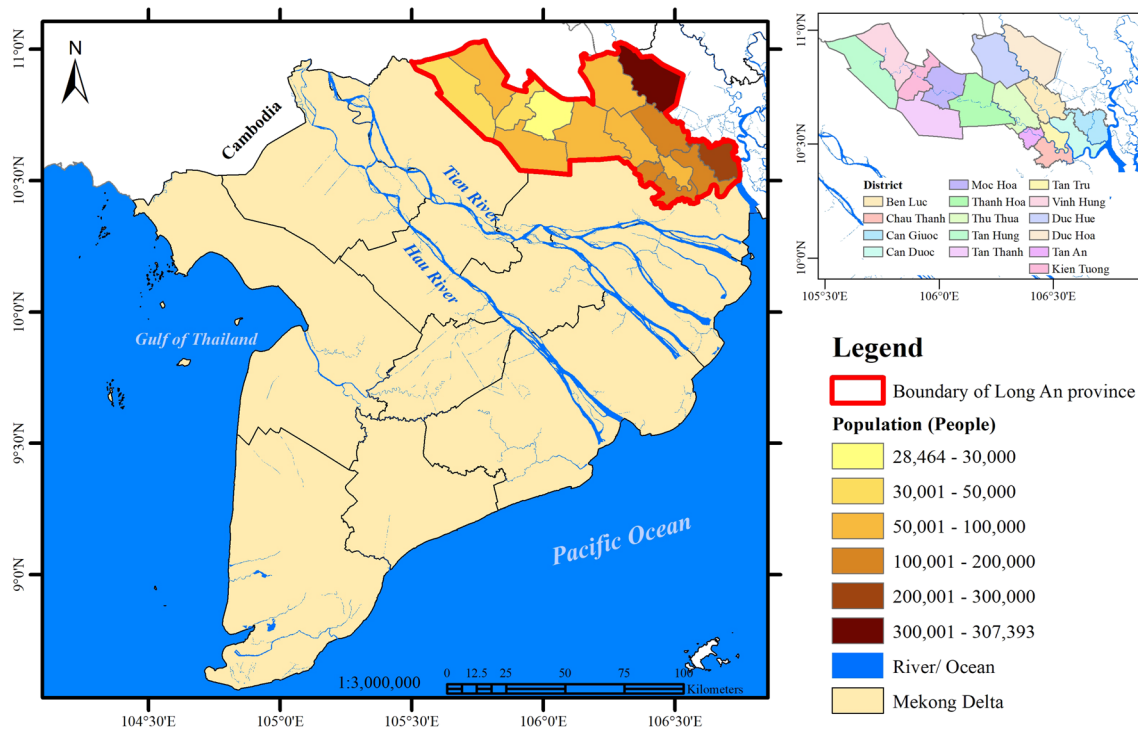 N
11°0'N
10°30'N
10°0'N
9°30'N
9°0'N
104°30'E
105°0'E
105°30'E
106°0'E
106°30'E
Cambodia
Tien River
Hau River
Gulf of Thailand
Pacific Ocean
1:3,000,000
0 12.5 25 50 75 100
Kilometers
11°0'N
10°30'N
10°0'N
105°30'E
106°0'E
106°30'E
District
Ben Luc
Chau Thanh
Can Giuoc
Can Duoc
Moc Hoa
Thanh Hoa
Tan Hung
Tan Thanh
Tan Tru
Vinh Hung
Thu Thua
Duc Hue
Duc Hoa
Tan An
Kien Tuong
Legend
Boundary of Long An province
Population (People)
28,464 - 30,000
30,001 - 50,000
50,001 - 100,000
100,001 - 200,000
200,001 - 300,000
300,001 - 307,393
River/ Ocean
Mekong Delta